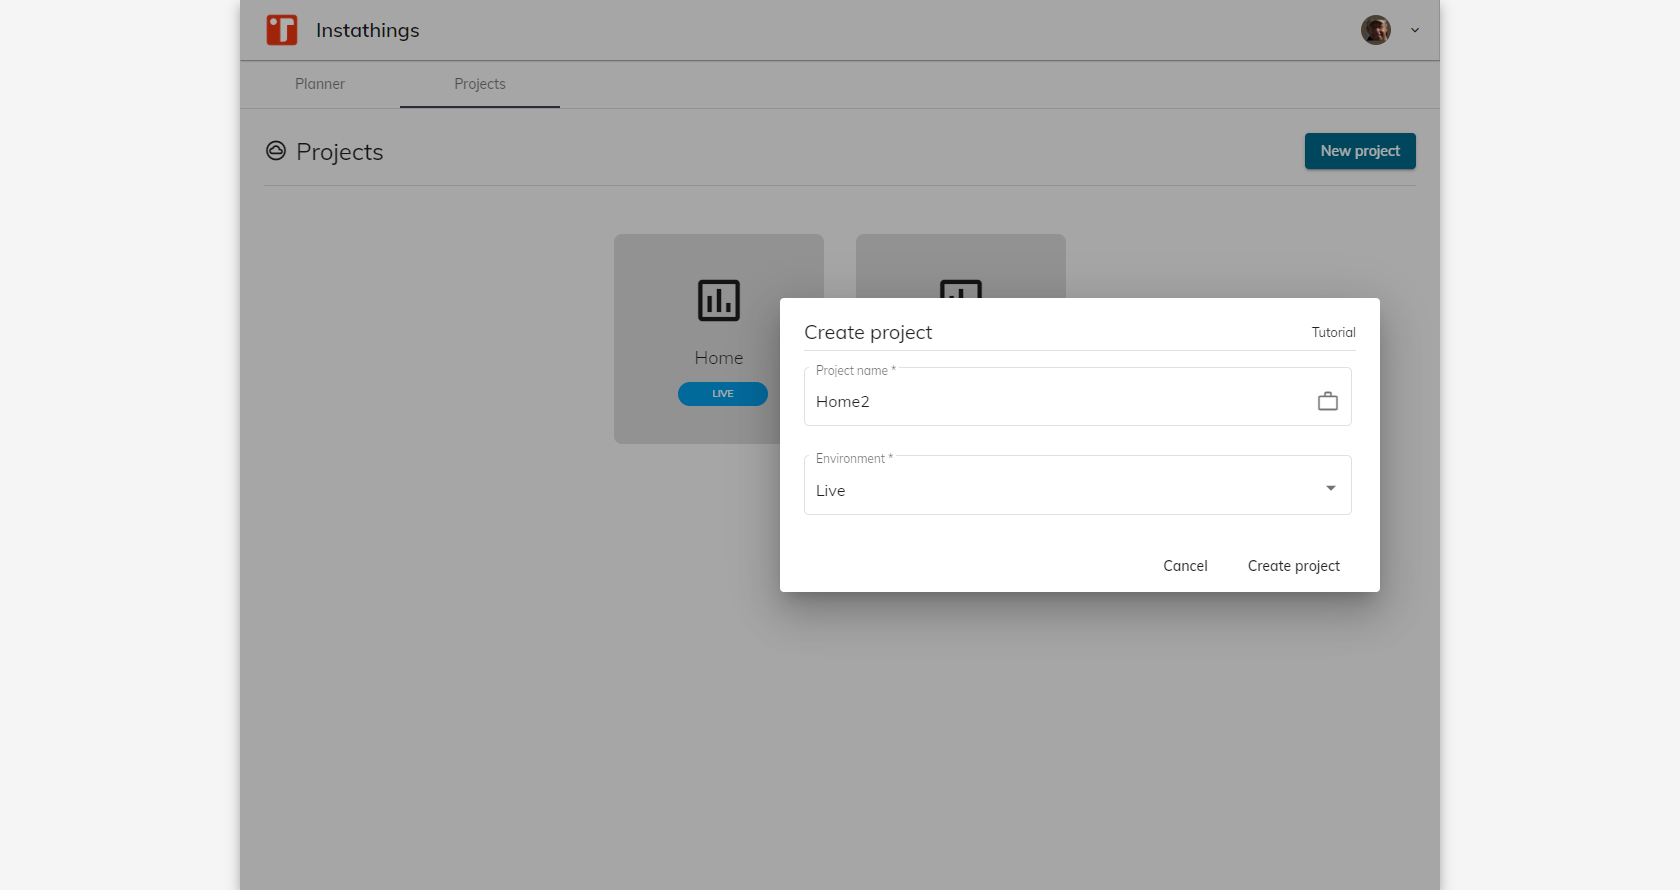 Instathings
Planner
Projects
Projects
New project
Home
LIVE
Create project
Tutorial
Project name *
Home2
Environment *
Live
Cancel
Create project